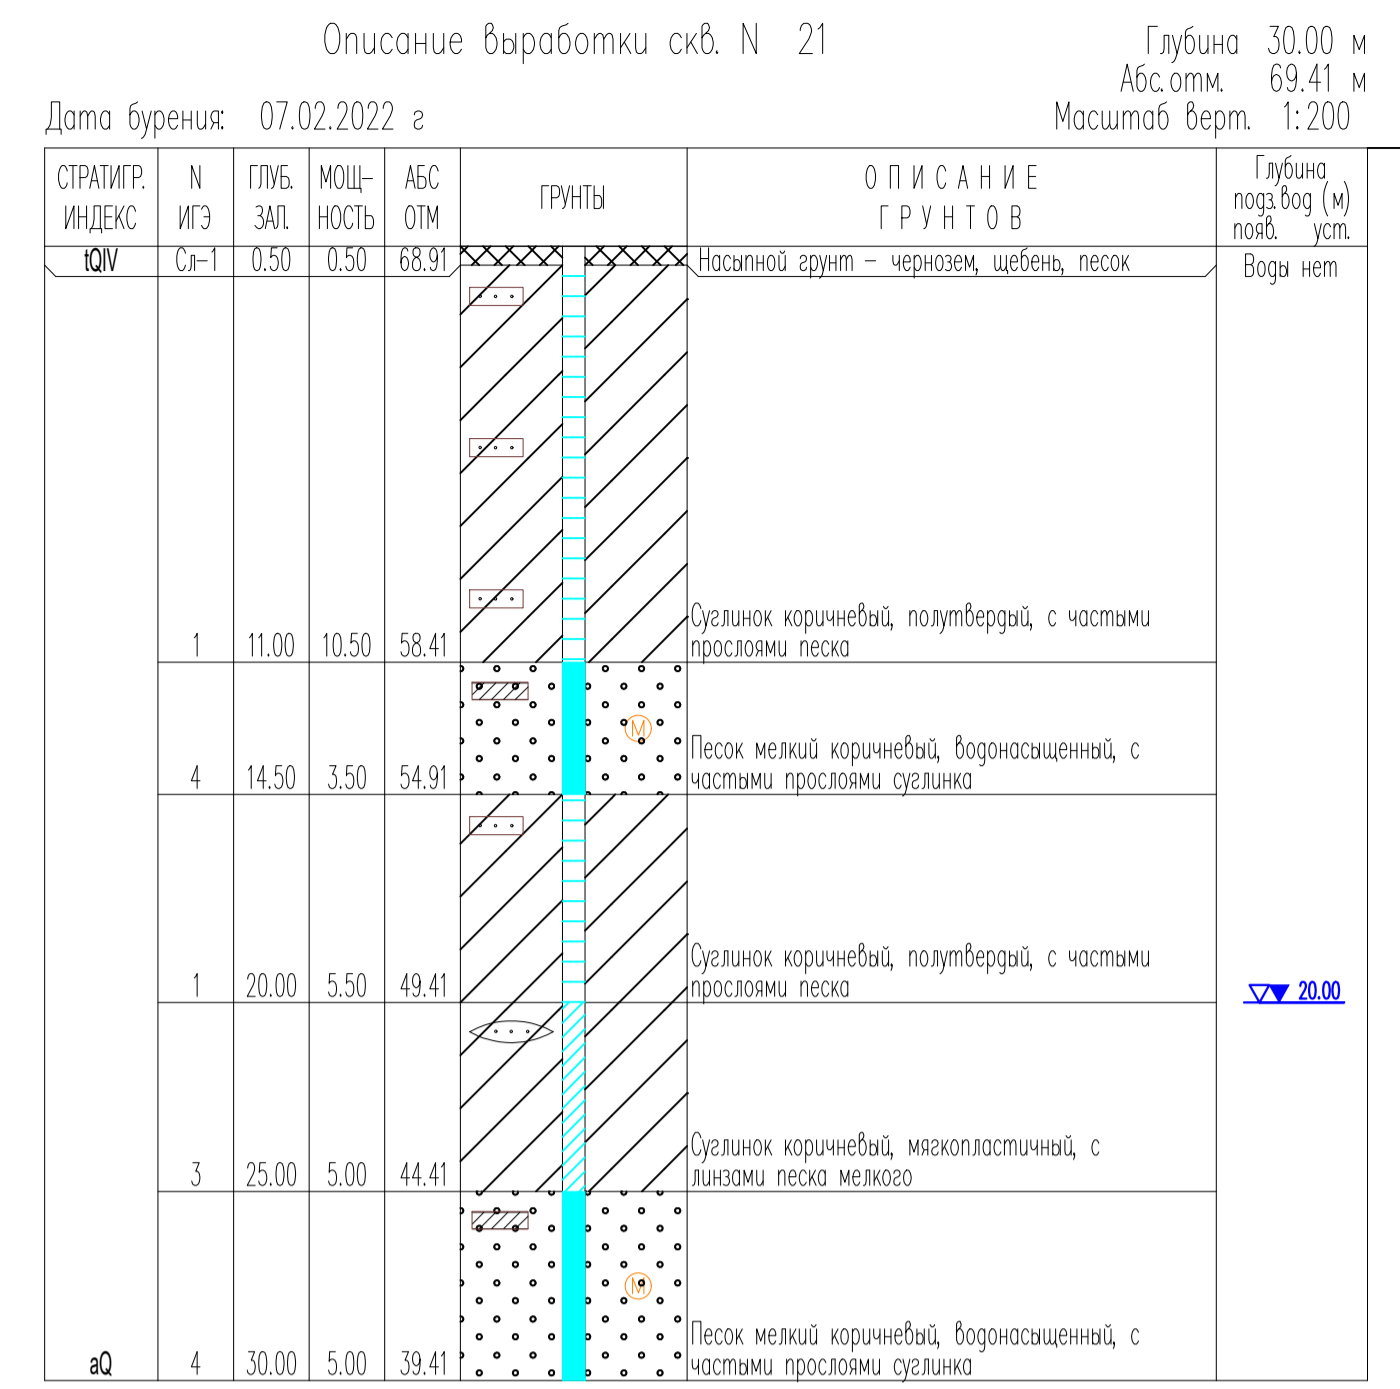 Описание выработки скв. N 21
Глубина 30.00 м
Абс.отм. 69.41 м
Дата бурения: 07.02.2022 г
Масштаб верт. 1:200
СТРАТИГР. ИНДЕКС
N ИГЭ
ГЛУБ. ЗАП.
МОЩ-НОСТЬ
АБС ОТМ
ГРУНТЫ
ОПИСАНИЕ ГРУНТОВ
Глубина
подз.вод (м)
появ. уст.
tQIV Сл-1 0.50 0.50 68.91 Насыпной грунт - чернозем, щебень, песок
Воды нет
Суглинок коричневый, полутвердый, с частыми
1 11.00 10.50 58.41 прослоями песка
М
Песок мелкий коричневый, водонасыщенный, с
4 14.50 3.50 54.91 частыми прослоями суглинка
Суглинок коричневый, полутвердый, с частыми
1 20.00 5.50 49.41 прослоями песка
20.00
Суглинок коричневый, мягкопластичный, с
3 25.00 5.00 44.41 линзами песка мелкого
М
Песок мелкий коричневый, водонасыщенный, с
aQ 4 30.00 5.00 39.41 частыми прослоями суглинка